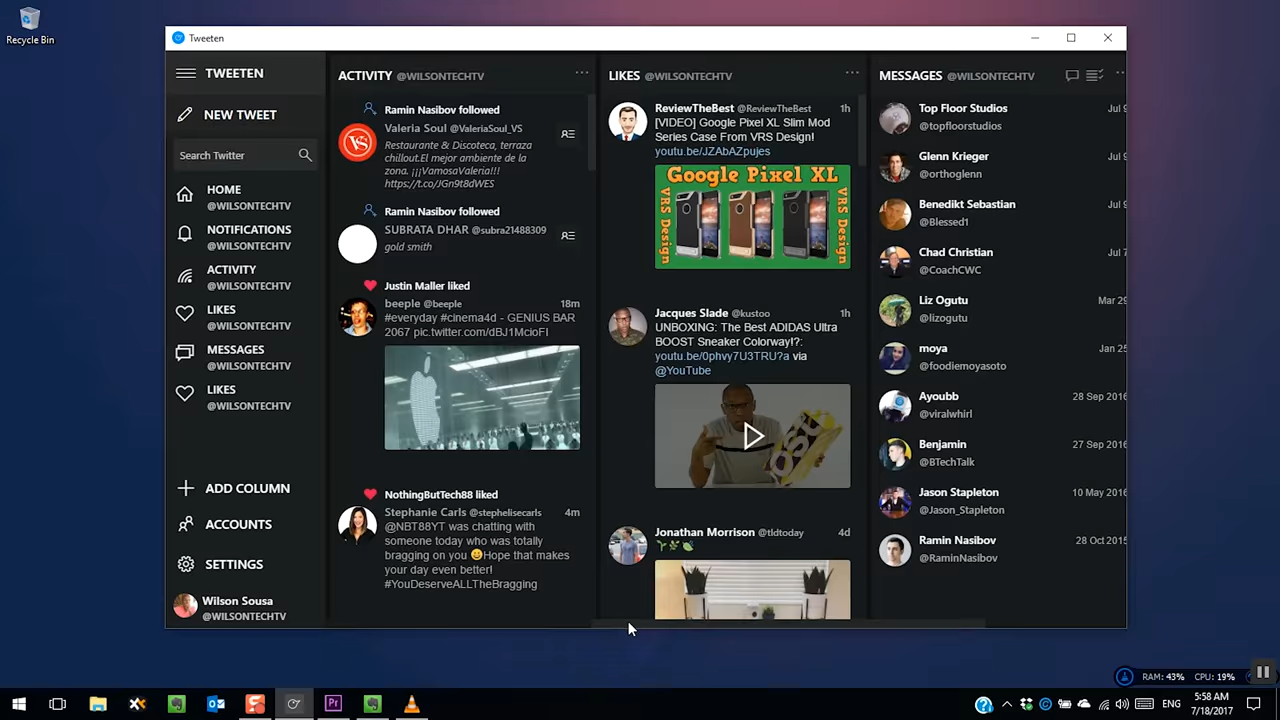 Recycle Bin
Tweeten
TWEETEN
NEW TWEET
Search Twitter
HOME
@WILSONTECHTV
NOTIFICATIONS
@WILSONTECHTV
ACTIVITY
@WILSONTECHTV
LIKES
@WILSONTECHTV
MESSAGES
@WILSONTECHTV
LIKES
@WILSONTECHTV
ADD COLUMN
ACCOUNTS
SETTINGS
Wilson Sousa
@WILSONTECHTV
ACTIVITY @WILSONTECHTV
Ramin Nasibov followed
Valeria Soul @ValeriaSoul_VS
Restaurante & Discoteca, terraza
chillout.El mejor ambiente de la
zona. ¡¡¡VamosaValeria!!!
https://t.co/JGn9t8dWES
VS
Ramin Nasibov followed
SUBRATA DHAR @subra21488309
gold smith
Justin Maller liked
beeple @beeple 18m
#everyday #cinema4d - GENIUS BAR
2067 pic.twitter.com/dBJ1McioFI
NothingButTech88 liked
Stephanie Carls @stephelisecarls 4m
@NBT88YT was chatting with
someone today who was totally
bragging on you 😀Hope that makes
your day even better!
#YouDeserveALLTheBragging
LIKES @WILSONTECHTV
ReviewTheBest @ReviewTheBest 1h
[VIDEO] Google Pixel XL Slim Mod
Series Case From VRS Design!
youtu.be/JZAbAZpujes
Google Pixel XL
VRS Design
VRS Design
Jacques Slade @kustoo 1h
UNBOXING: The Best ADIDAS Ultra
BOOST Sneaker Colorway!?:
youtu.be/0phvy7U3TRU?a via
@YouTube
Jonathan Morrison @tldtoday 4d
🌱🌿🍃
MESSAGES @WILSONTECHTV
Top Floor Studios Jul 9
@topfloorstudios
Glenn Krieger Jul 9
@orthoglenn
Benedikt Sebastian Jul 9
@Blessed1
Chad Christian Jul 7
@CoachCWC
Liz Ogutu Mar 29
@lizogutu
moya Jan 25
@foodiemoyasoto
Ayoubb 28 Sep 2016
@viralwhirl
Benjamin 27 Sep 2016
@BTechTalk
Jason Stapleton 10 May 2016
@Jason_Stapleton
Ramin Nasibov 28 Oct 2015
@RaminNasibov
RAM: 43% CPU: 19%
Pr
ENG
5:58 AM
7/18/2017